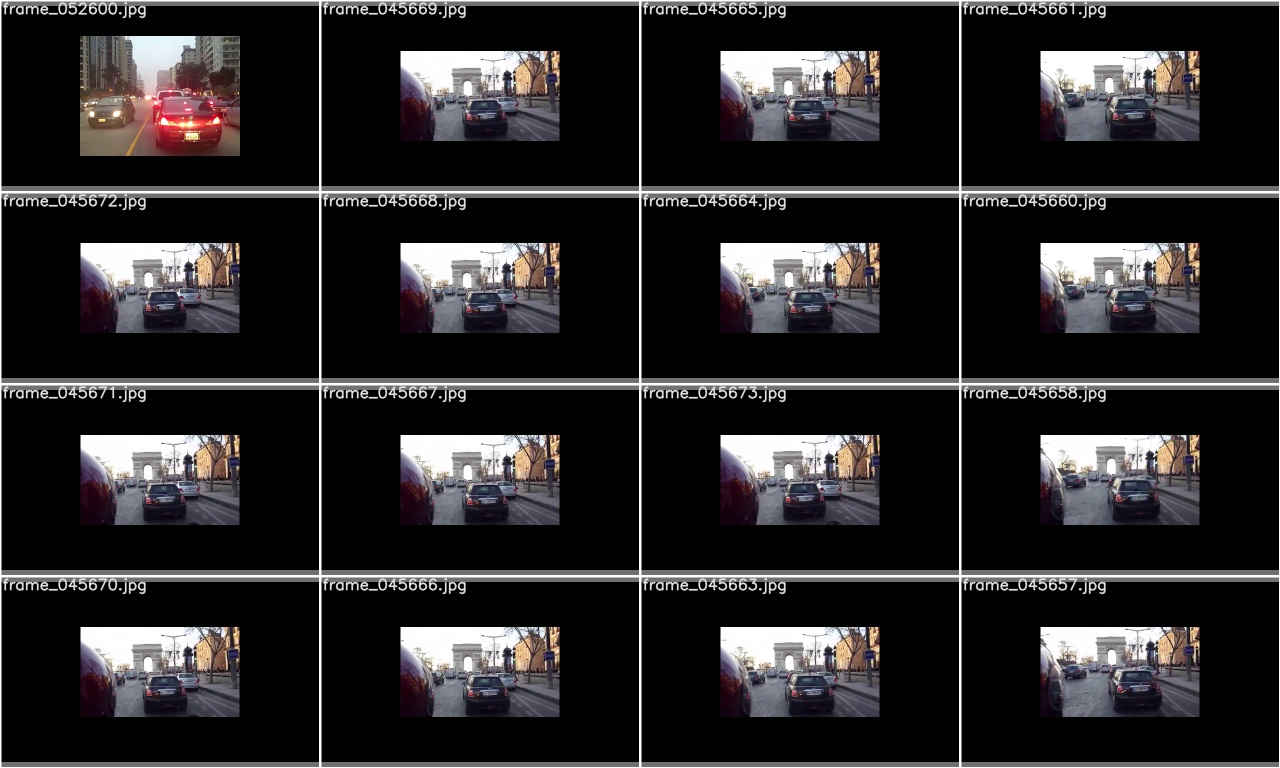 frame_052600.jpg
frame_045669.jpg
frame_045665.jpg
frame_045661.jpg
frame_045672.jpg
frame_045668.jpg
frame_045664.jpg
frame_045660.jpg
frame_045671.jpg
frame_045667.jpg
frame_045673.jpg
frame_045658.jpg
frame_045670.jpg
frame_045666.jpg
frame_045663.jpg
frame_045657.jpg